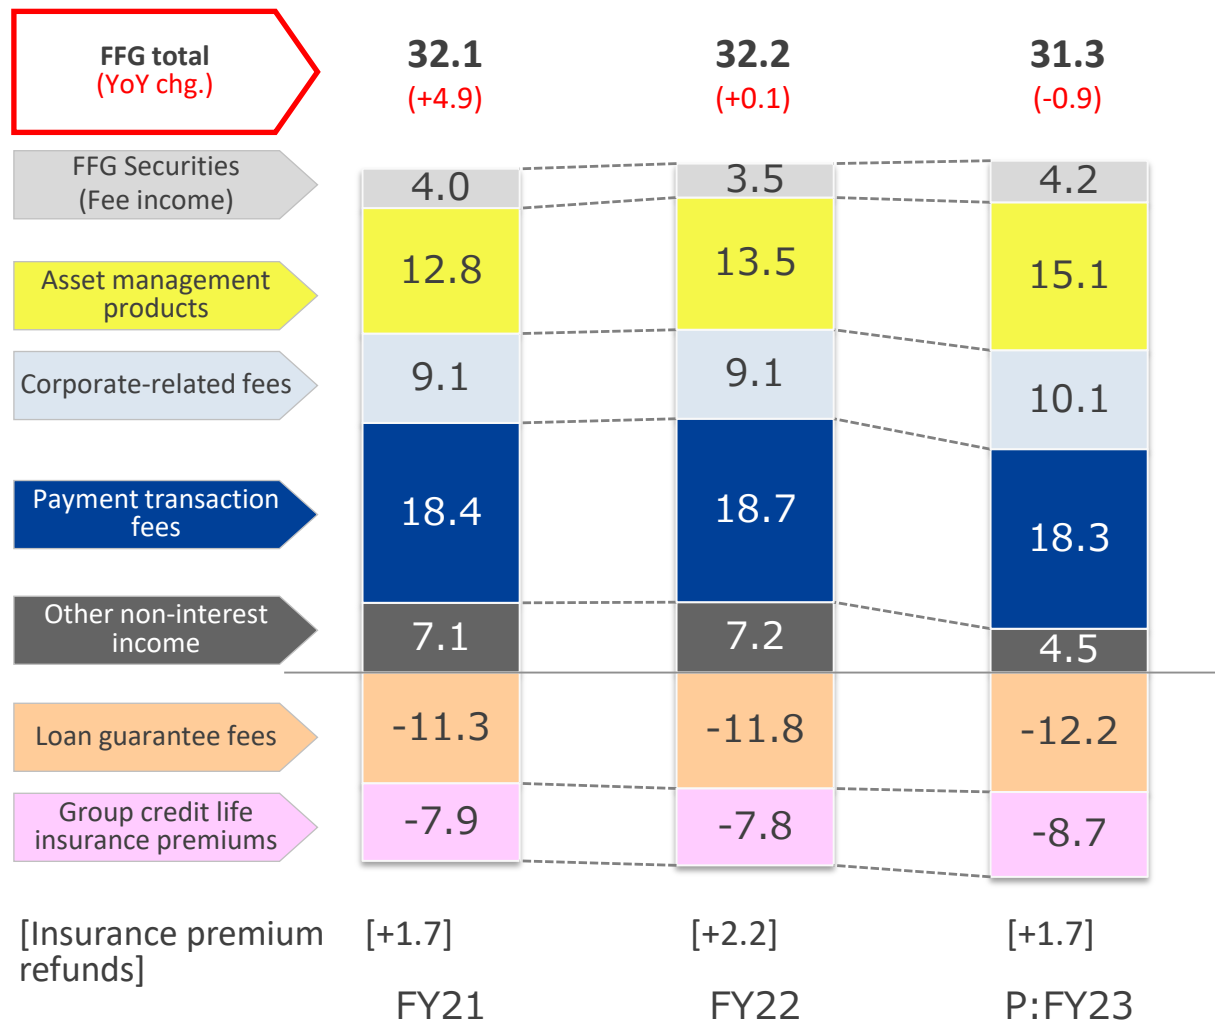 FFG total
(YoY chg.)
32.1
(+4.9)
32.2
(+0.1)
31.3
(-0.9)
FFG Securities
(Fee income)
4.0
3.5
4.2
Asset management
products
12.8
13.5
15.1
Corporate-related fees
9.1
9.1
10.1
Payment transaction
fees
18.4
18.7
18.3
Other non-interest
income
7.1
7.2
4.5
Loan guarantee fees
-11.3
-11.8
-12.2
Group credit life
insurance premiums
-7.9
-7.8
-8.7
[Insurance premium
refunds]
[+1.7]
[+2.2]
[+1.7]
FY21
FY22
P:FY23